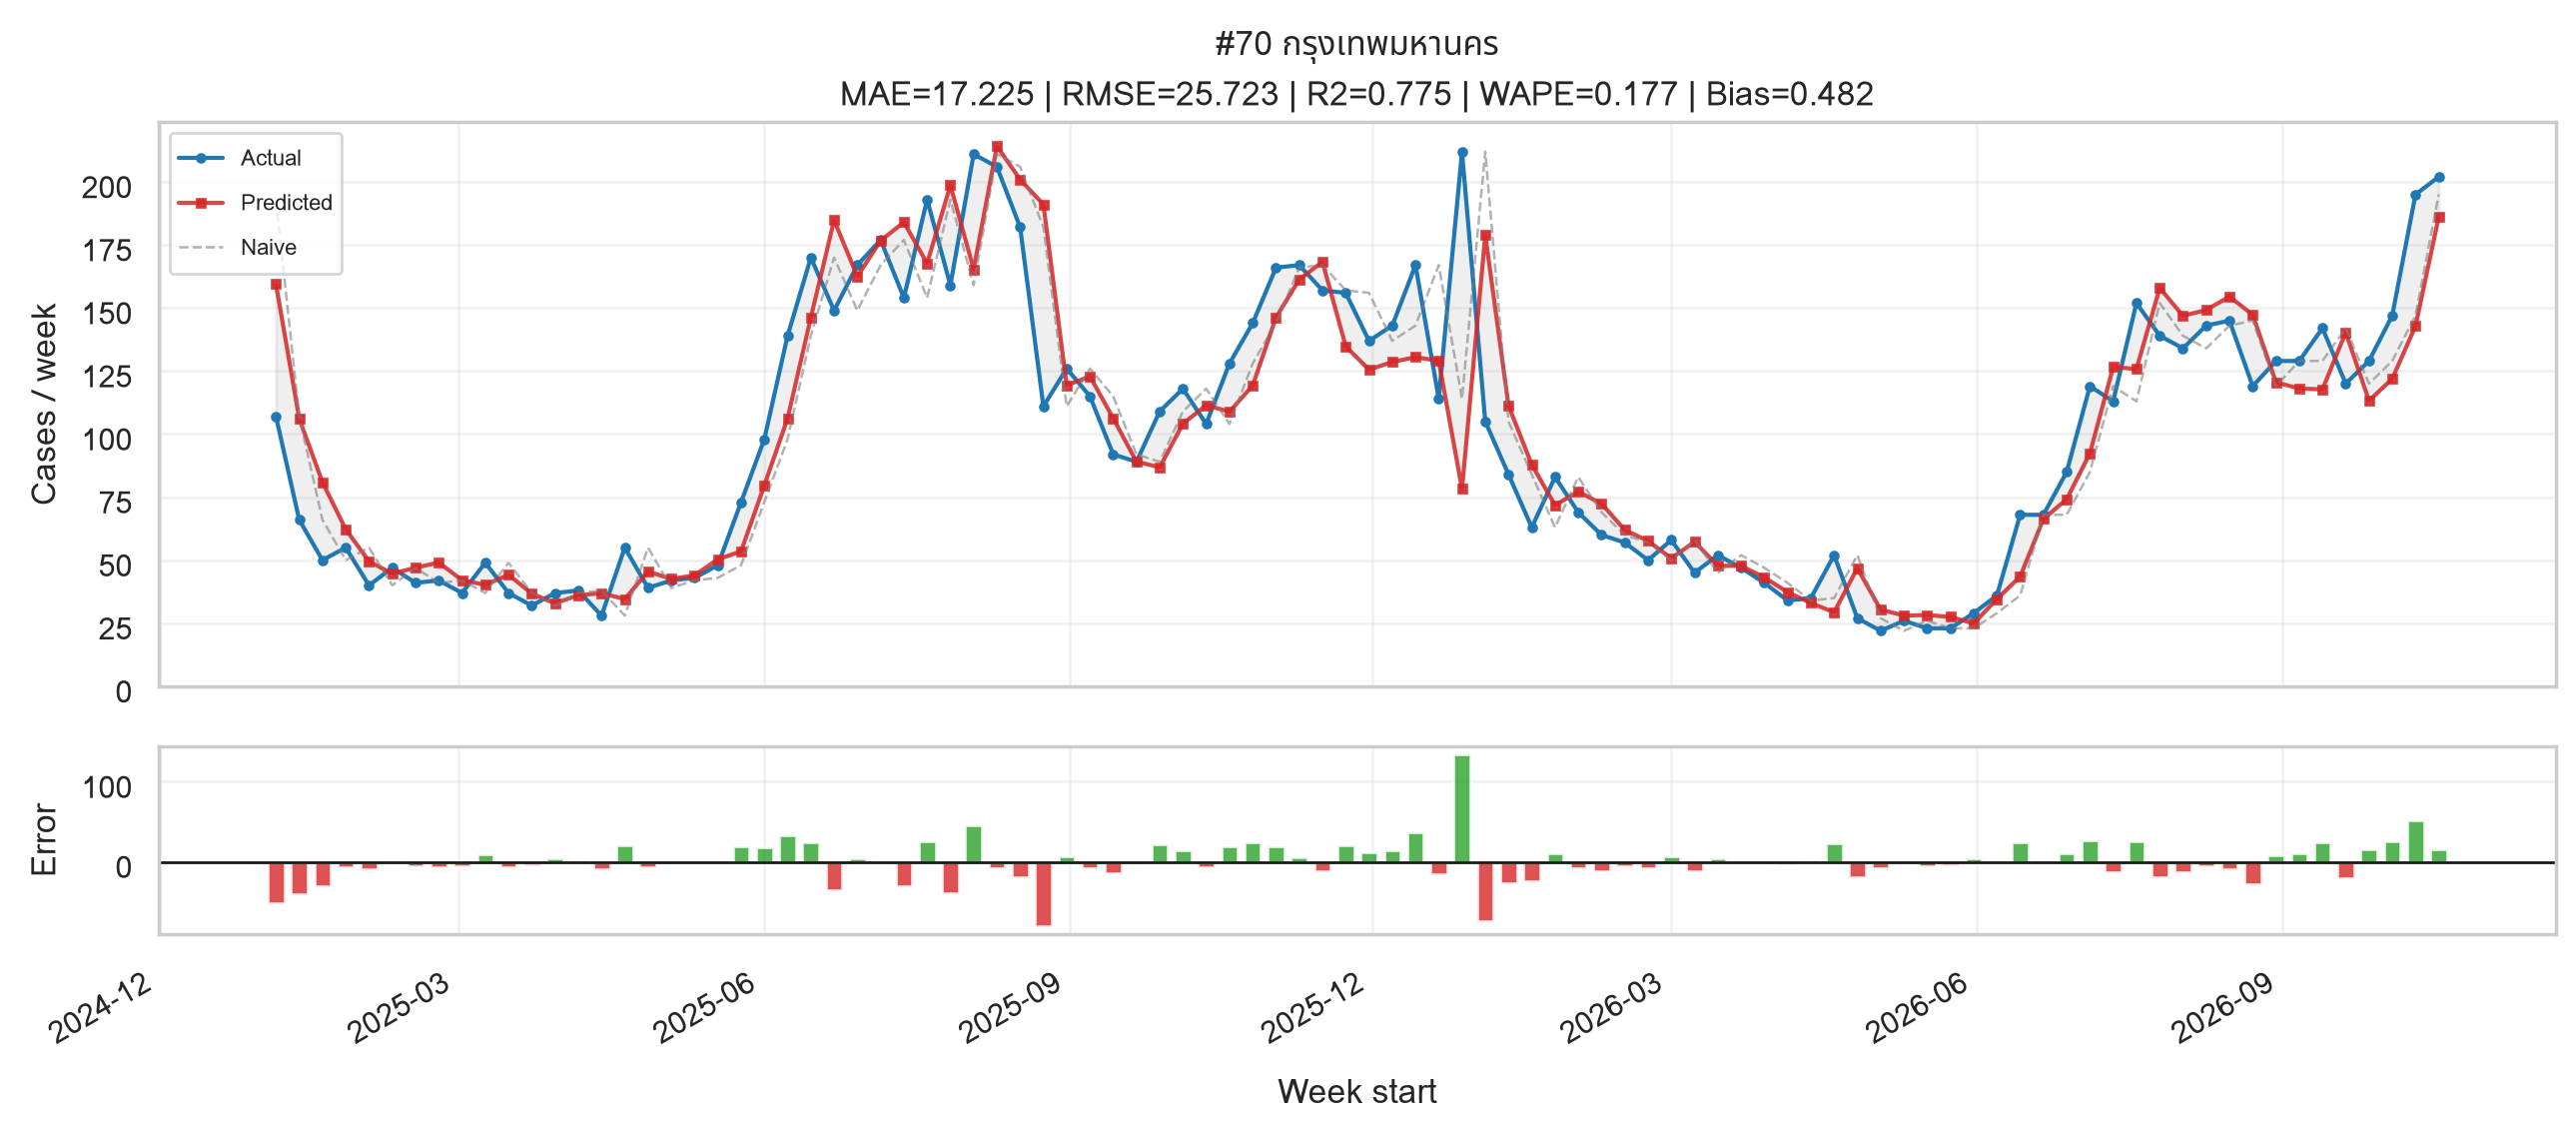 #70 กรุงเทพมหานคร
MAE=17.225 | RMSE=25.723 | R2=0.775 | WAPE=0.177 | Bias=0.482
Actual
Predicted
Naive
Cases / week
200
175
150
125
100
75
50
25
0
Error
100
0
2024-12
2025-03
2025-06
2025-09
2025-12
2026-03
2026-06
2026-09
Week start